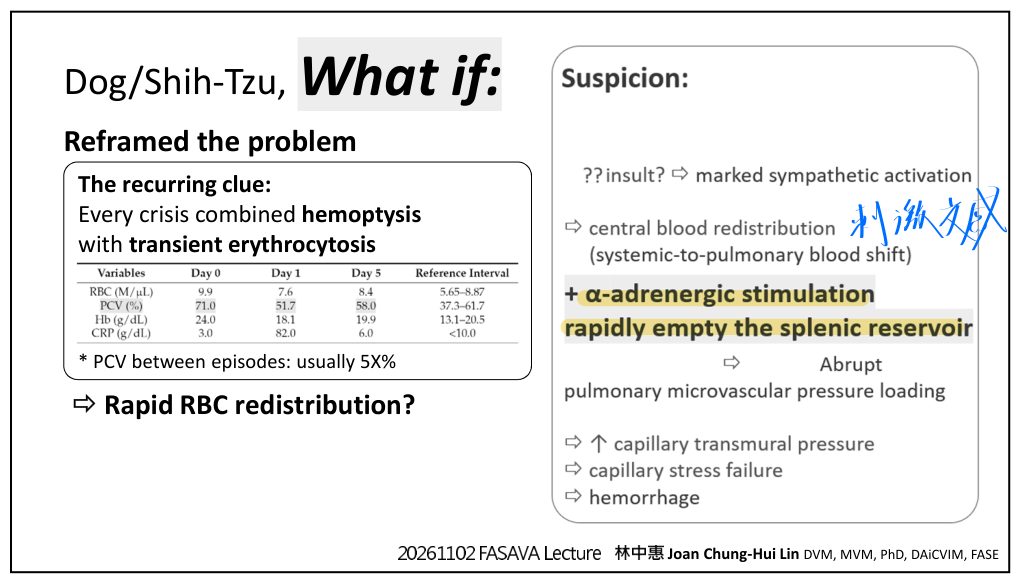 Dog/Shih-Tzu, What if:
Reframed the problem
The recurring clue:
Every crisis combined hemoptysis
with transient erythrocytosis
Variables Day 0 Day 1 Day 5 Reference Interval
RBC (M/μL) 9.9 7.6 8.4 5.65–8.87
PCV (%) 71.0 51.7 58.0 37.3–61.7
Hb (g/dL) 24.0 18.1 19.9 13.1–20.5
CRP (g/dL) 3.0 82.0 6.0 <10.0
* PCV between episodes: usually 5X%
⇨ Rapid RBC redistribution?
Suspicion:
?? insult? ⇨ marked sympathetic activation
⇨ central blood redistribution
(systemic-to-pulmonary blood shift)
+ α-adrenergic stimulation
rapidly empty the splenic reservoir
⇨ Abrupt
pulmonary microvascular pressure loading
⇨ ↑ capillary transmural pressure
⇨ capillary stress failure
⇨ hemorrhage
20261102 FASAVA Lecture 林中惠 Joan Chung-Hui Lin DVM, MVM, PhD, DAiCVIM, FASE